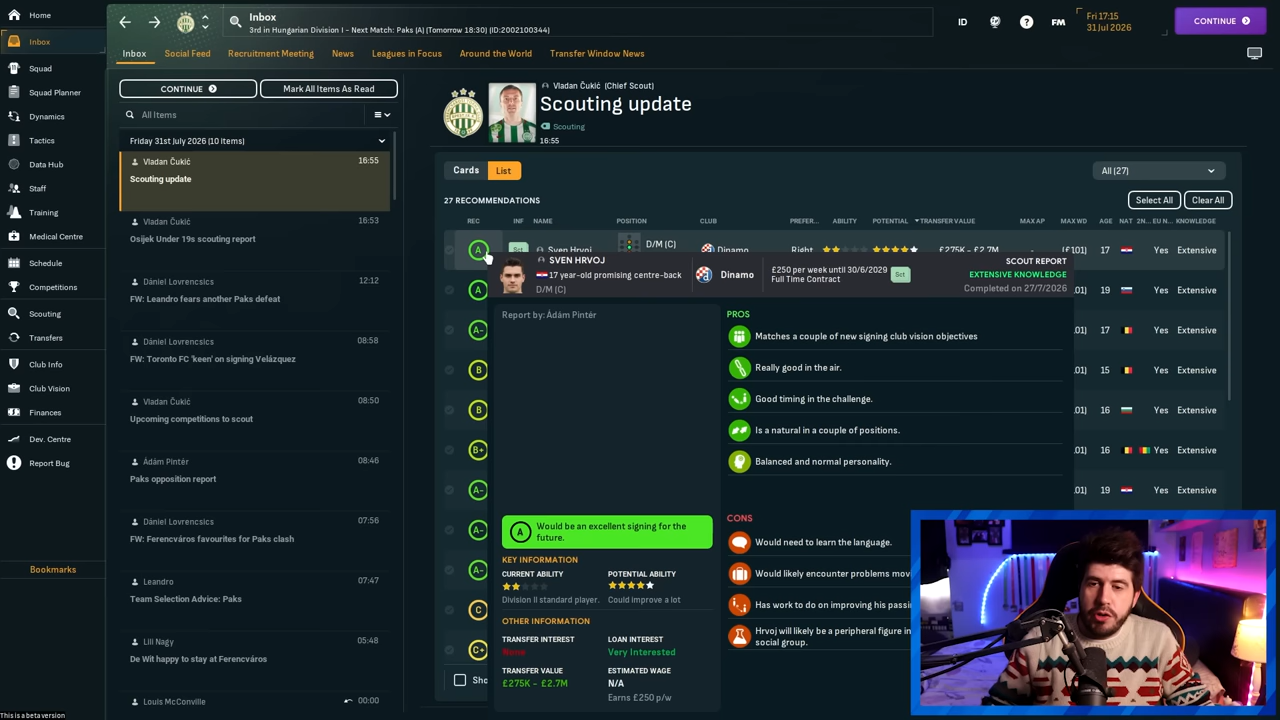 Home
Inbox
Squad
Squad Planner
Dynamics
Tactics
Data Hub
Staff
Training
Medical Centre
Schedule
Competitions
Scouting
Transfers
Club Info
Club Vision
Finances
Dev. Centre
Report Bug
Bookmarks
This is a beta version
Inbox
3rd in Hungarian Division I - Next Match: Paks (A) (Tomorrow 18:30) (ID:2002100344)
ID
FM
Fri 17:15
31 Jul 2026
CONTINUE
Inbox
Social Feed
Recruitment Meeting
News
Leagues in Focus
Around the World
Transfer Window News
CONTINUE
Mark All Items As Read
All Items
Friday 31st July 2026 (10 items)
Vladan Čukić 16:55
Scouting update
Vladan Čukić 16:53
Osijek Under 19s scouting report
Dániel Lovrencsics 12:12
FW: Leandro fears another Paks defeat
Dániel Lovrencsics 08:58
FW: Toronto FC 'keen' on signing Velázquez
Vladan Čukić 08:50
Upcoming competitions to scout
Ádám Pintér 08:46
Paks opposition report
Dániel Lovrencsics 07:56
FW: Ferencváros favourites for Paks clash
Leandro 07:47
Team Selection Advice: Paks
Lili Nagy 05:48
De Wit happy to stay at Ferencváros
Louis McConville 00:00
Vladan Čukić (Chief Scout)
Scouting update
Scouting
16:55
Cards
List
All (27)
27 RECOMMENDATIONS
Select All
Clear All
REC INF NAME POSITION CLUB PREFER... ABILITY POTENTIAL TRANSFER VALUE MAX AP MAX WD AGE NAT 2N... EU N... KNOWLEDGE
A Sct Sven Hrvoj D/M (C) Dinamo Right £275K - £2.7M (£101) 17 Yes Extensive
A 19 Yes Extensive
A- 17 Yes Extensive
B 15 Yes Extensive
B 16 Yes Extensive
B+ 16 Yes Extensive
A- 19 Yes Extensive
A-
A-
C
C+
Sho
SVEN HRVOJ
17 year-old promising centre-back
D/M (C)
Dinamo
£250 per week until 30/6/2029
Full Time Contract
Sct
SCOUT REPORT
EXTENSIVE KNOWLEDGE
Completed on 27/7/2026
Report by: Ádám Pintér
A Would be an excellent signing for the
future.
KEY INFORMATION
CURRENT ABILITY
Division II standard player.
POTENTIAL ABILITY
Could improve a lot
OTHER INFORMATION
TRANSFER INTEREST
None
LOAN INTEREST
Very Interested
TRANSFER VALUE
£275K - £2.7M
ESTIMATED WAGE
N/A
Earns £250 p/w
PROS
Matches a couple of new signing club vision objectives
Really good in the air.
Good timing in the challenge.
Is a natural in a couple of positions.
Balanced and normal personality.
CONS
Would need to learn the language.
Would likely encounter problems mov
Has work to do on improving his passi
Hrvoj will likely be a peripheral figure in
social group.